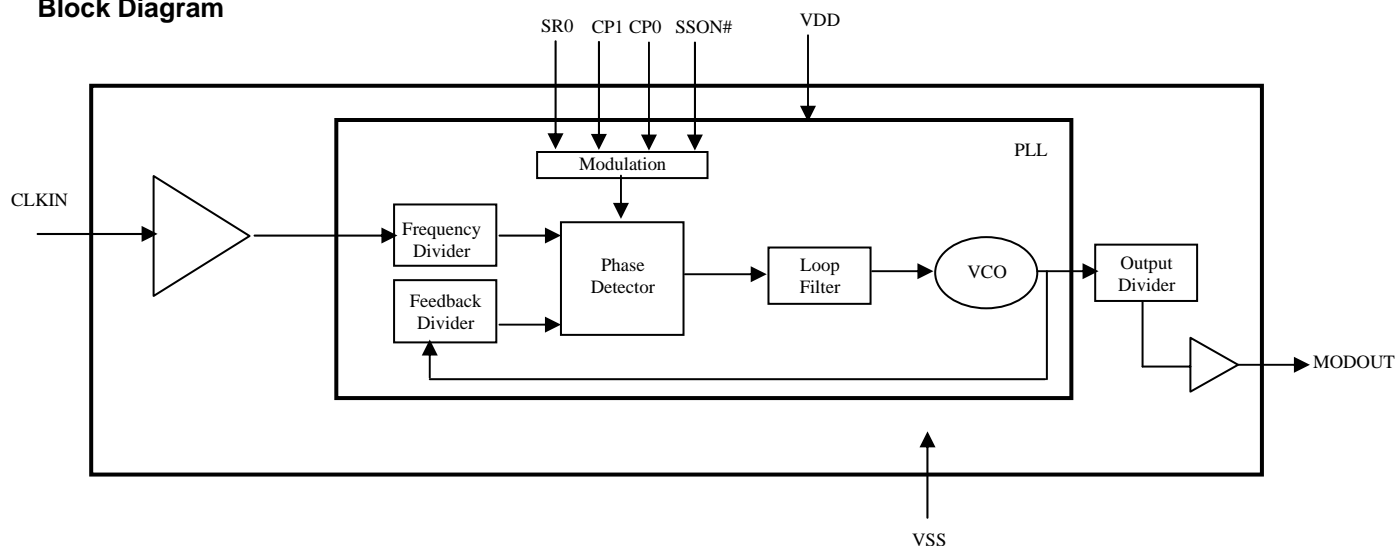 Block Diagram
SR0 CP1 CP0 SSON# VDD
PLL
Modulation
CLKIN
Frequency
Divider
Phase
Detector
Loop
Filter
VCO
Output
Divider
Feedback
Divider
MODOUT
VSS